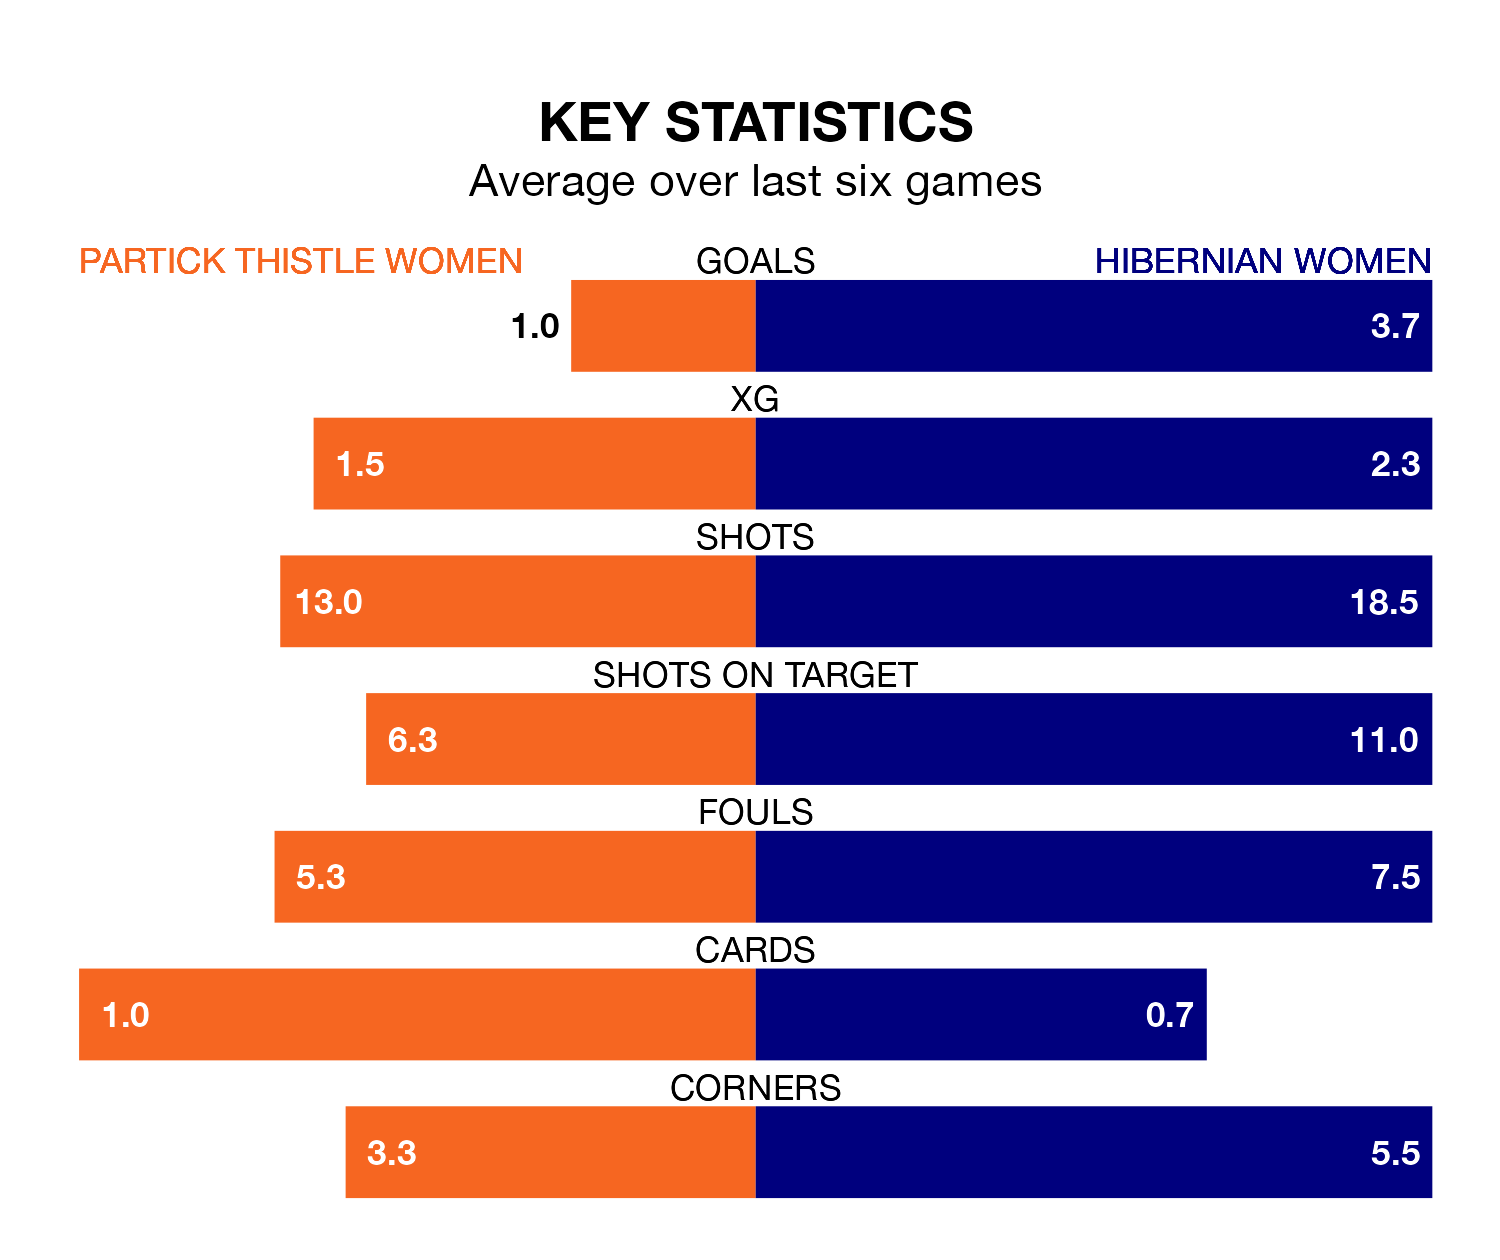 KEY STATISTICS
Average over last six games
PARTICK THISTLE WOMEN GOALS HIBERNIAN WOMEN
1.0 3.7
XG
1.5 2.3
SHOTS
13.0 18.5
SHOTS ON TARGET
6.3 11.0
FOULS
5.3 7.5
CARDS
1.0 0.7
CORNERS
3.3 5.5